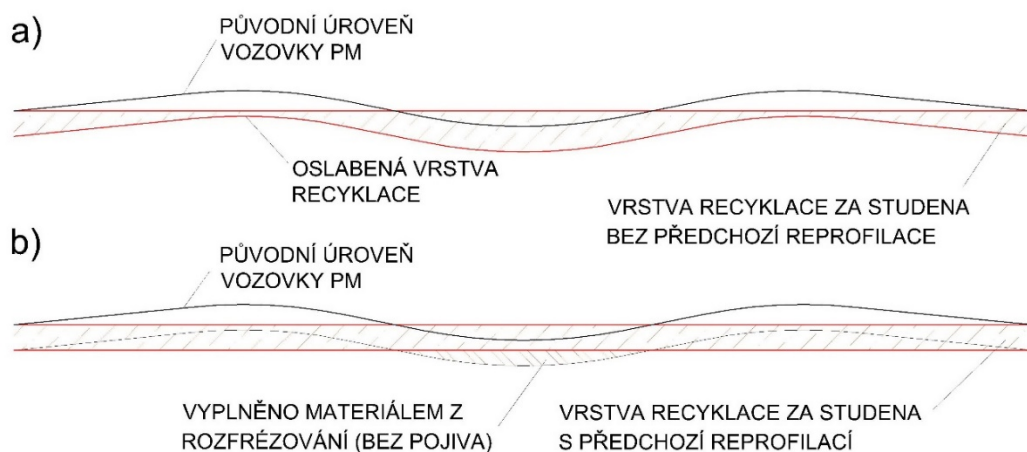 a)
PŮVODNÍ ÚROVEŇ
VOZOVKY PM
OSLABENÁ VRSTVA
RECYKLACE
VRSTVA RECYKLACE ZA STUDENA
BEZ PŘEDCHOZÍ REPROFILACE
b)
PŮVODNÍ ÚROVEŇ
VOZOVKY PM
VYPLNĚNO MATERIÁLEM Z
ROZFRÉZOVÁNÍ (BEZ POJIVA)
VRSTVA RECYKLACE ZA STUDENA
S PŘEDCHOZÍ REPROFILACÍ